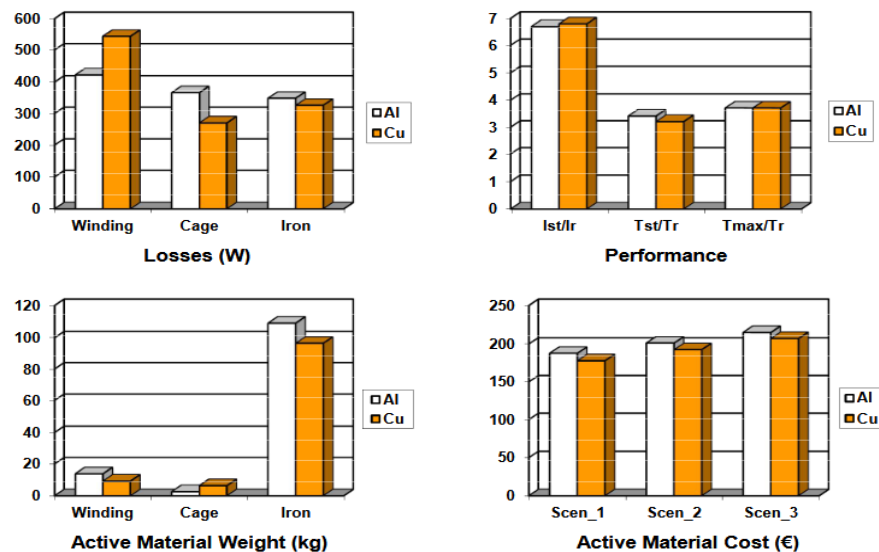 600
500
400
300
200
100
0
Winding Cage Iron
Losses (W)
Al
Cu
7
6
5
4
3
2
1
0
Ist/Ir Tst/Tr Tmax/Tr
Performance
Al
Cu
120
100
80
60
40
20
0
Winding Cage Iron
Active Material Weight (kg)
Al
Cu
250
200
150
100
50
0
Scen_1 Scen_2 Scen_3
Active Material Cost (€)
Al
Cu